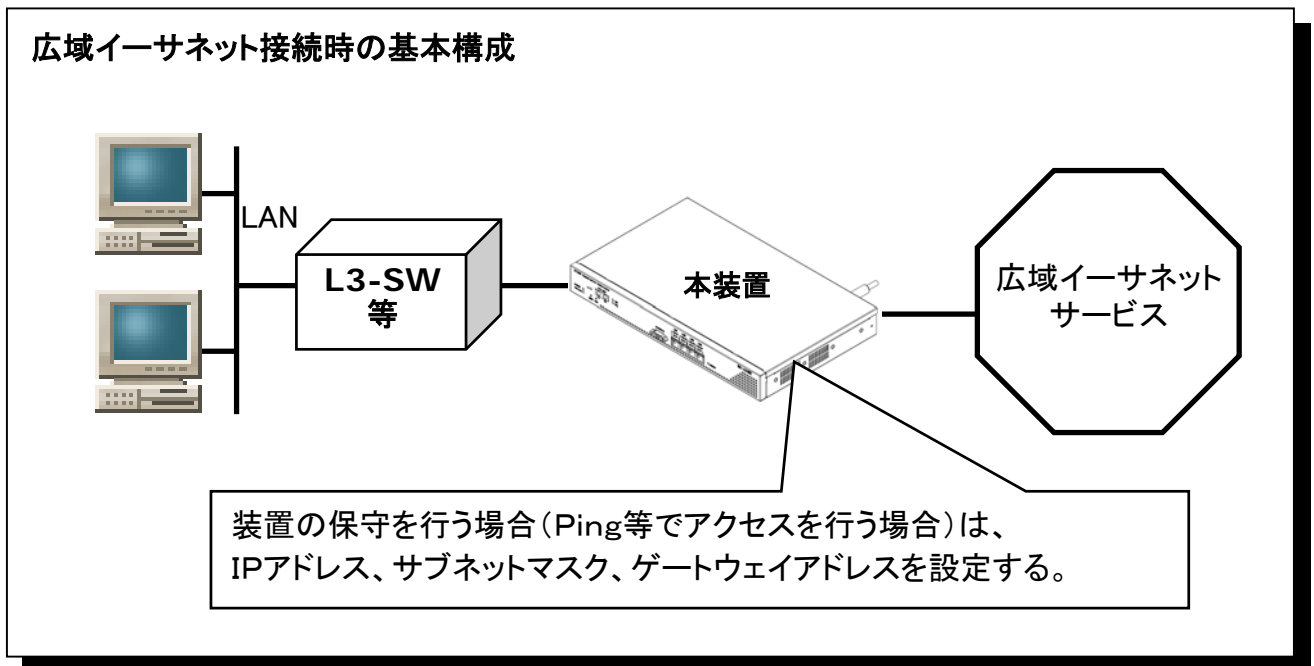 広域イーサネット接続時の基本構成
LAN
L3-SW
等
本装置
広域イーサネット
サービス
装置の保守を行う場合（Ping等でアクセスを行う場合）は、
IPアドレス、サブネットマスク、ゲートウェイアドレスを設定する。